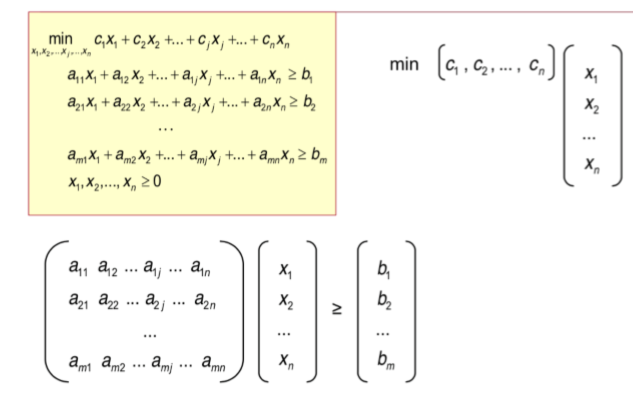 min c₁x₁ + c₂x₂ +...+ cⱼxⱼ +...+ cₙxₙ
x₁,x₂,...xⱼ,...xₙ
a₁₁x₁ + a₁₂x₂ +...+ a₁ⱼxⱼ +...+ a₁ₙxₙ ≥ b₁
a₂₁x₁ + a₂₂x₂ +...+ a₂ⱼxⱼ +...+ a₂ₙxₙ ≥ b₂
...
aₘ₁x₁ + aₘ₂x₂ +...+ aₘⱼxⱼ +...+ aₘₙxₙ ≥ bₘ
x₁,x₂,...,xₙ ≥ 0
min (c₁ , c₂ , ... , cₙ)
x₁
x₂
...
xₙ
a₁₁ a₁₂ ... a₁ⱼ ... a₁ₙ
a₂₁ a₂₂ ... a₂ⱼ ... a₂ₙ
...
aₘ₁ aₘ₂ ... aₘⱼ ... aₘₙ
x₁
x₂
...
xₙ
≥
b₁
b₂
...
bₘ